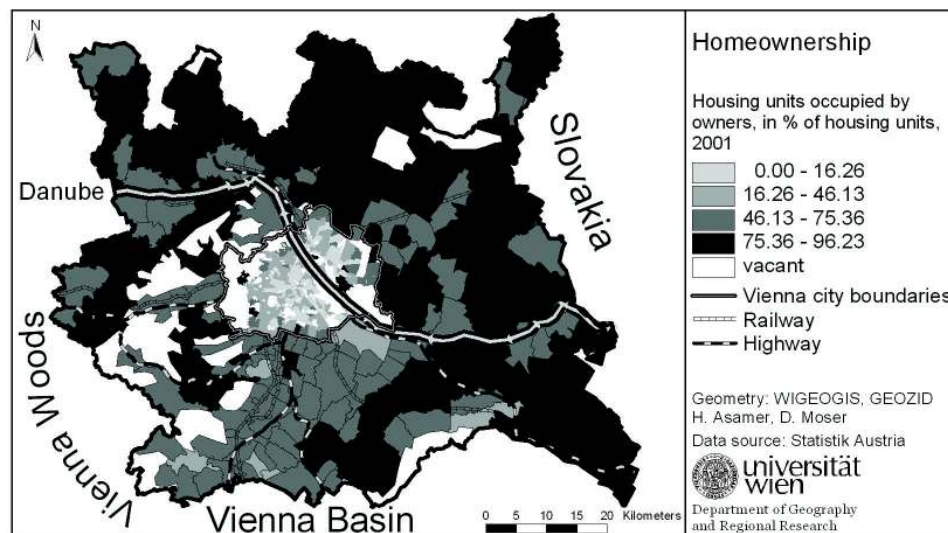 N
Danube
Slovakia
Vienna Woods
Vienna Basin
0 5 10 15 20 Kilometers
Homeownership
Housing units occupied by
owners, in % of housing units,
2001
0.00 - 16.26
16.26 - 46.13
46.13 - 75.36
75.36 - 96.23
vacant
Vienna city boundaries
Railway
Highway
Geometry: WIGEOGIS, GEOZID
H. Asamer, D. Moser
Data source: Statistik Austria
universität
wien
Department of Geography
and Regional Research